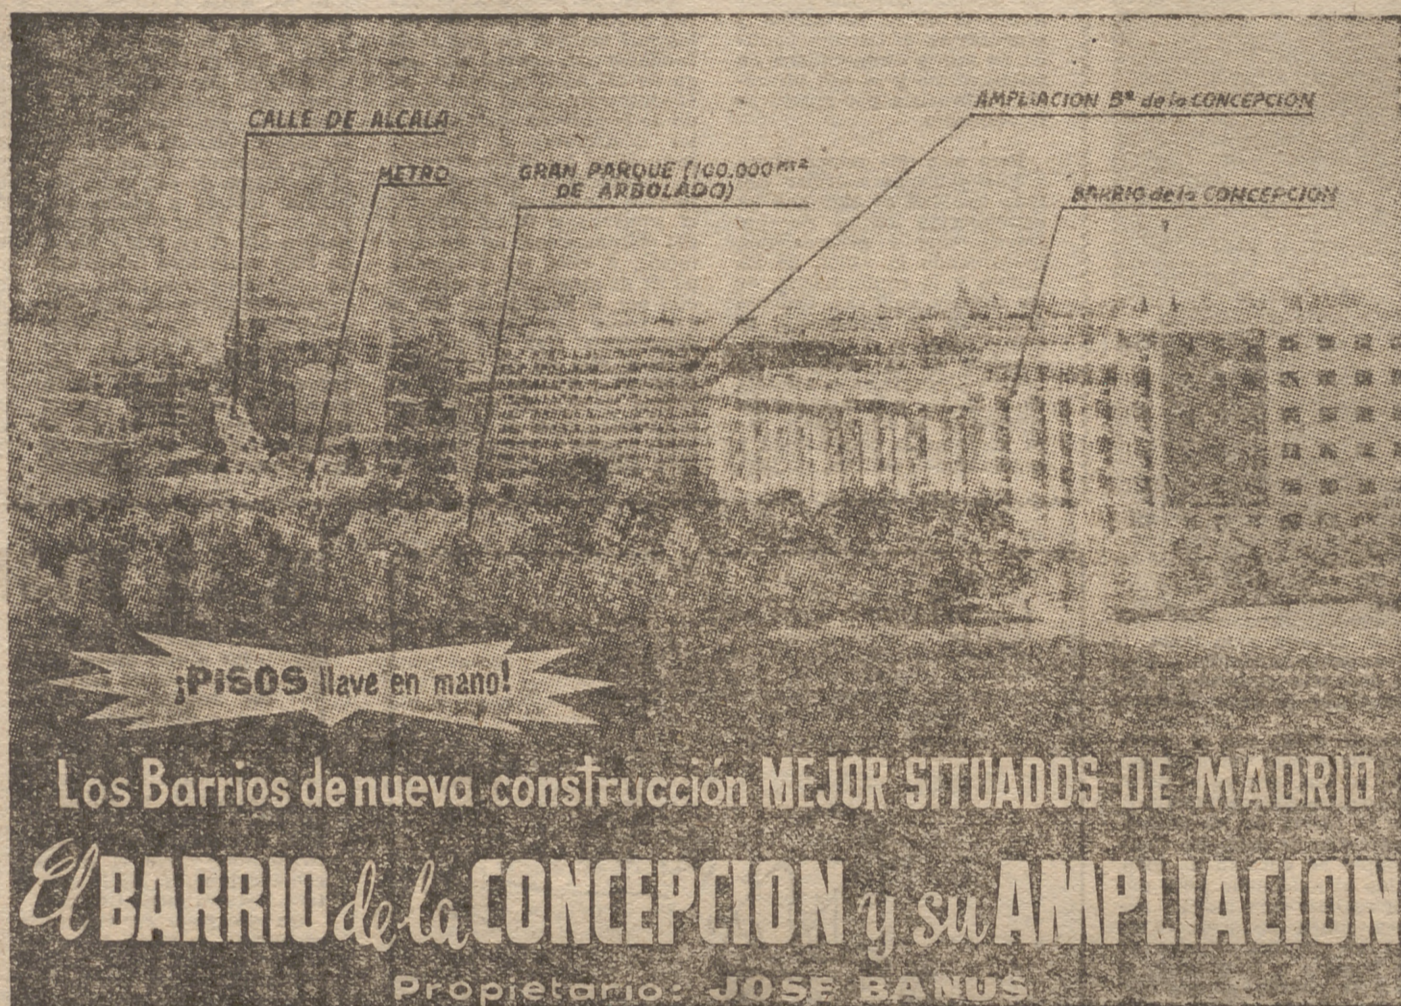 CALLE DE ALCALA
METRO
GRAN PARQUE (100.000 m²
DE ARBOLADO)
AMPLIACION Bº de la CONCEPCION
BARRIO de la CONCEPCION
¡PISOS llave en mano!
Los Barrios de nueva construcción MEJOR SITUADOS DE MADRID
El BARRIO de la CONCEPCION y su AMPLIACION
Propietario: JOSE BANUS